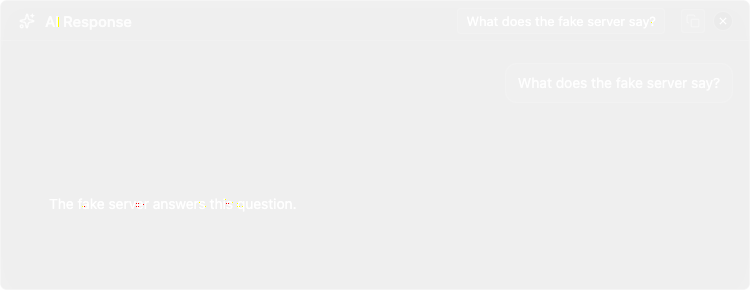 AI Response
What does the fake server say?
What does the fake server say?
The fake server answers this question.